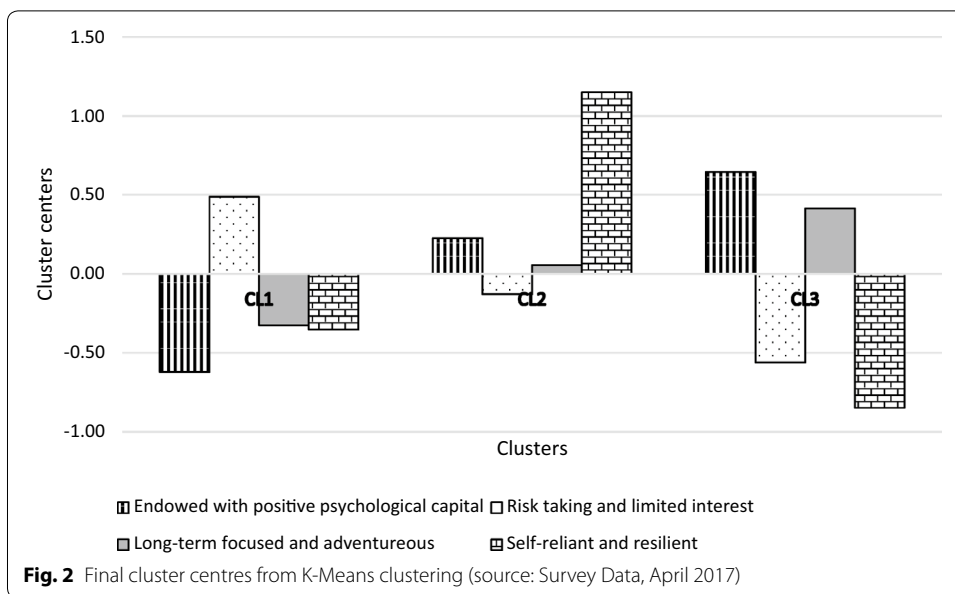 1.50
1.00
0.50
0.00
-0.50
-1.00
Cluster centers
CL1
CL2
CL3
Clusters
Endowed with positive psychological capital
Risk taking and limited interest
Long-term focused and adventureous
Self-reliant and resilient
Fig. 2 Final cluster centres from K-Means clustering (source: Survey Data, April 2017)